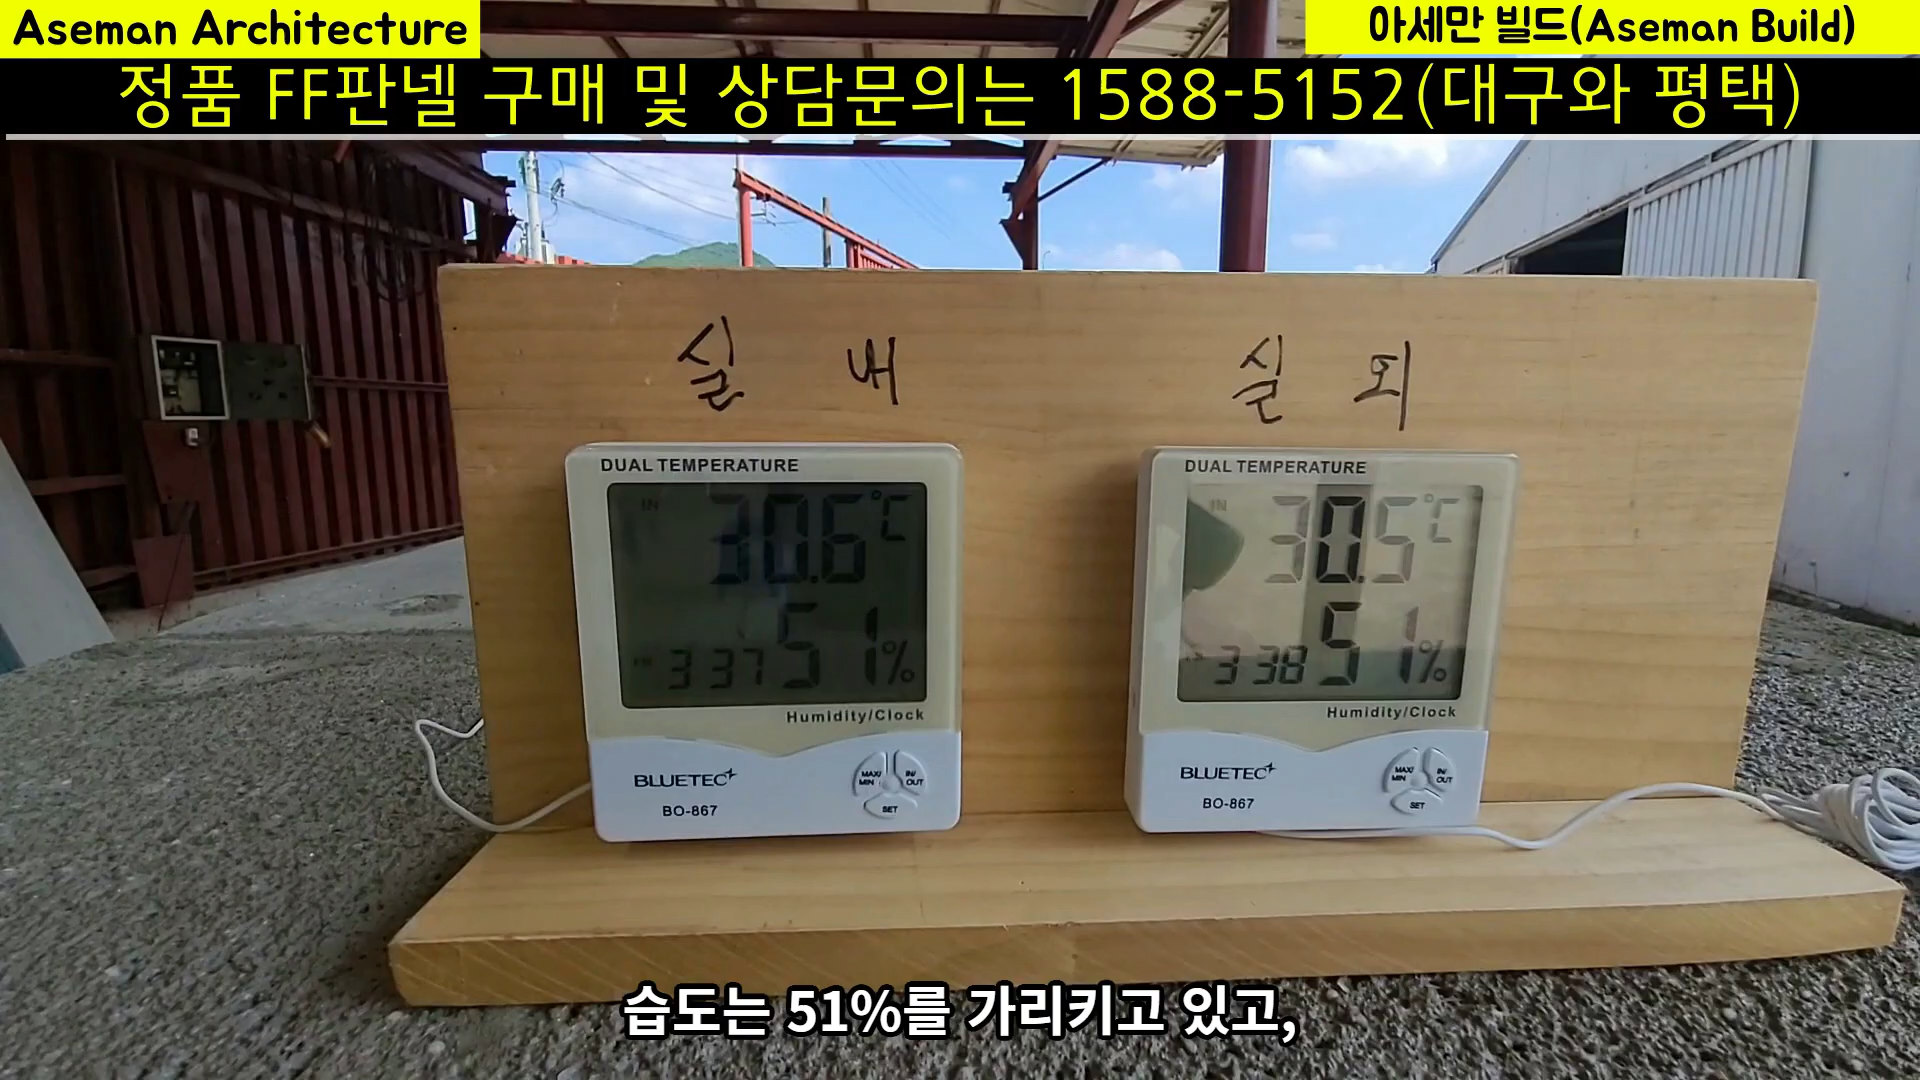 Aseman Architecture
아세만 빌드(Aseman Build)
정품 FF판넬 구매 및 상담문의는 1588-5152(대구와 평택)
실 내
실 외
DUAL TEMPERATURE
IN 30.6°C
3 37 51%
Humidity/Clock
BLUETEC
BO-867
MAX/MIN
IN/OUT
SET
DUAL TEMPERATURE
IN 30.5°C
3 38 51%
Humidity/Clock
BLUETEC
BO-867
MAX/MIN
IN/OUT
SET
습도는 51%를 가리키고 있고,